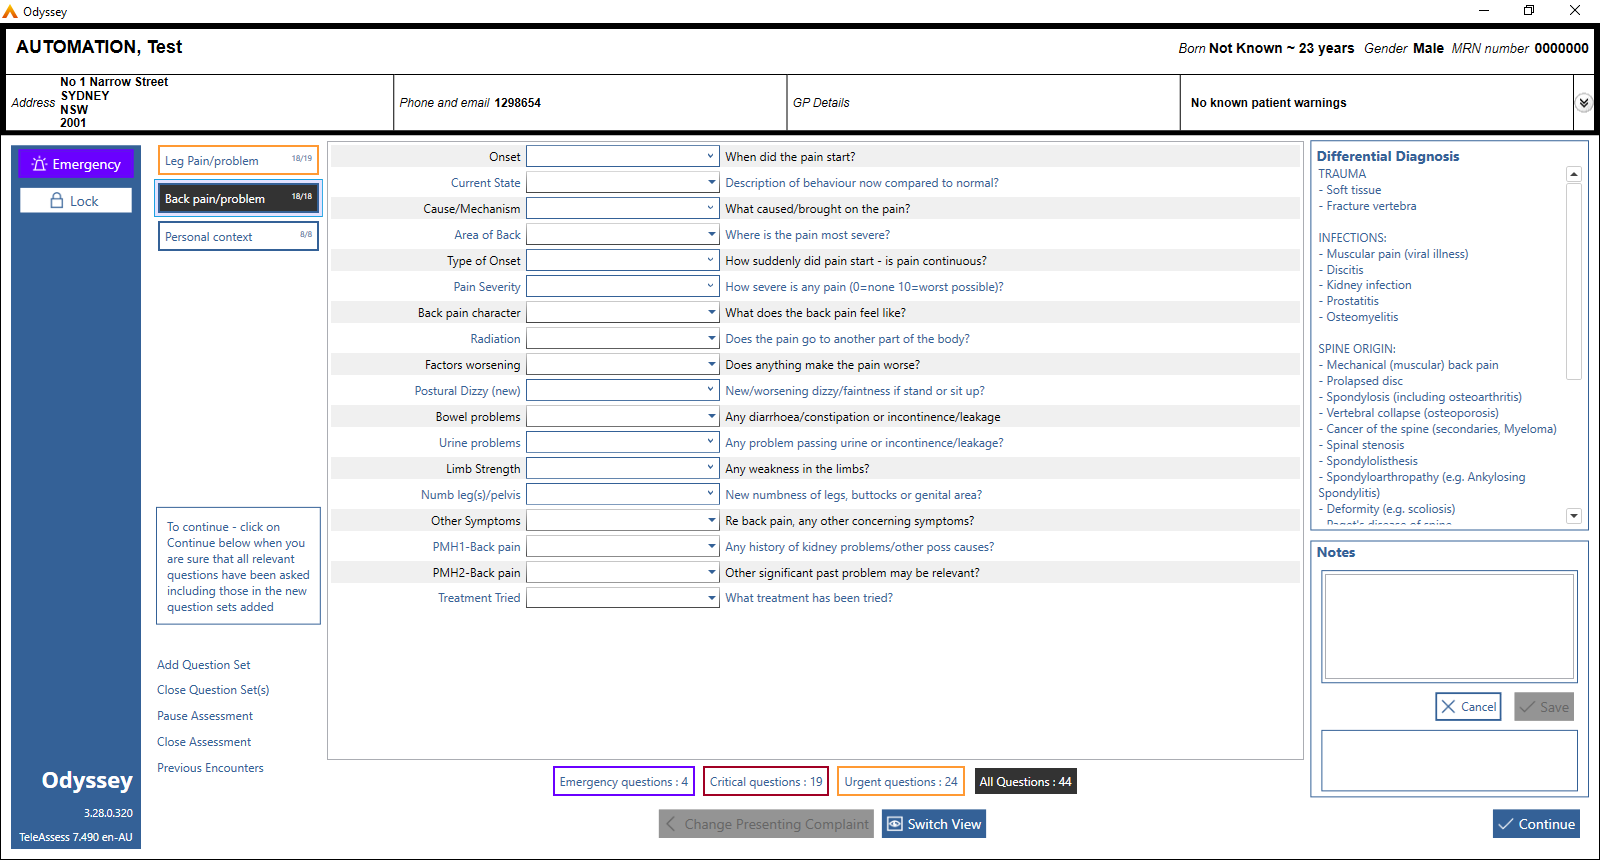 Odyssey
AUTOMATION, Test
Born Not Known ~ 23 years Gender Male MRN number 0000000
Address
No 1 Narrow Street
SYDNEY
NSW
2001
Phone and email 1298654
GP Details
No known patient warnings
Emergency
Lock
Odyssey
3.28.0.320
TeleAssess 7.490 en-AU
Leg Pain/problem 18/19
Back pain/problem 18/18
Personal context 8/8
To continue - click on
Continue below when you
are sure that all relevant
questions have been asked
including those in the new
question sets added
Add Question Set
Close Question Set(s)
Pause Assessment
Close Assessment
Previous Encounters
Onset When did the pain start?
Current State Description of behaviour now compared to normal?
Cause/Mechanism What caused/brought on the pain?
Area of Back Where is the pain most severe?
Type of Onset How suddenly did pain start - is pain continuous?
Pain Severity How severe is any pain (0=none 10=worst possible)?
Back pain character What does the back pain feel like?
Radiation Does the pain go to another part of the body?
Factors worsening Does anything make the pain worse?
Postural Dizzy (new) New/worsening dizzy/faintness if stand or sit up?
Bowel problems Any diarrhoea/constipation or incontinence/leakage
Urine problems Any problem passing urine or incontinence/leakage?
Limb Strength Any weakness in the limbs?
Numb leg(s)/pelvis New numbness of legs, buttocks or genital area?
Other Symptoms Re back pain, any other concerning symptoms?
PMH1-Back pain Any history of kidney problems/other poss causes?
PMH2-Back pain Other significant past problem may be relevant?
Treatment Tried What treatment has been tried?
Emergency questions : 4
Critical questions : 19
Urgent questions : 24
All Questions : 44
Change Presenting Complaint
Switch View
Differential Diagnosis
TRAUMA
- Soft tissue
- Fracture vertebra
INFECTIONS:
- Muscular pain (viral illness)
- Discitis
- Kidney infection
- Prostatitis
- Osteomyelitis
SPINE ORIGIN:
- Mechanical (muscular) back pain
- Prolapsed disc
- Spondylosis (including osteoarthritis)
- Vertebral collapse (osteoporosis)
- Cancer of the spine (secondaries, Myeloma)
- Spinal stenosis
- Spondylolisthesis
- Spondyloarthropathy (e.g. Ankylosing
Spondylitis)
- Deformity (e.g. scoliosis)
- Paget's disease of spine
Notes
Cancel
Save
Continue